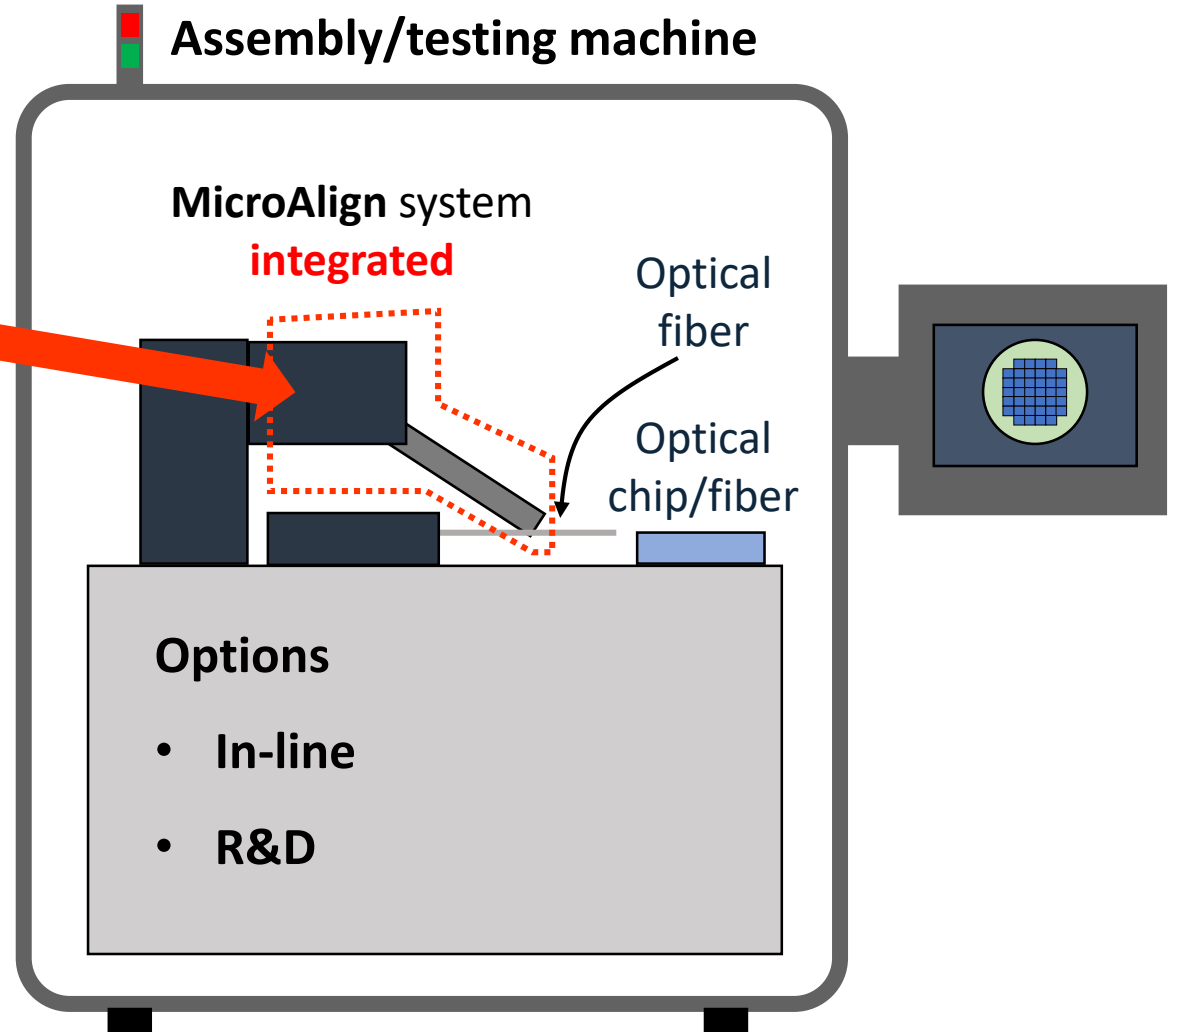 Assembly/testing machine
MicroAlign system
integrated
Optical
fiber
Optical
chip/fiber
Options
• In-line
• R&D